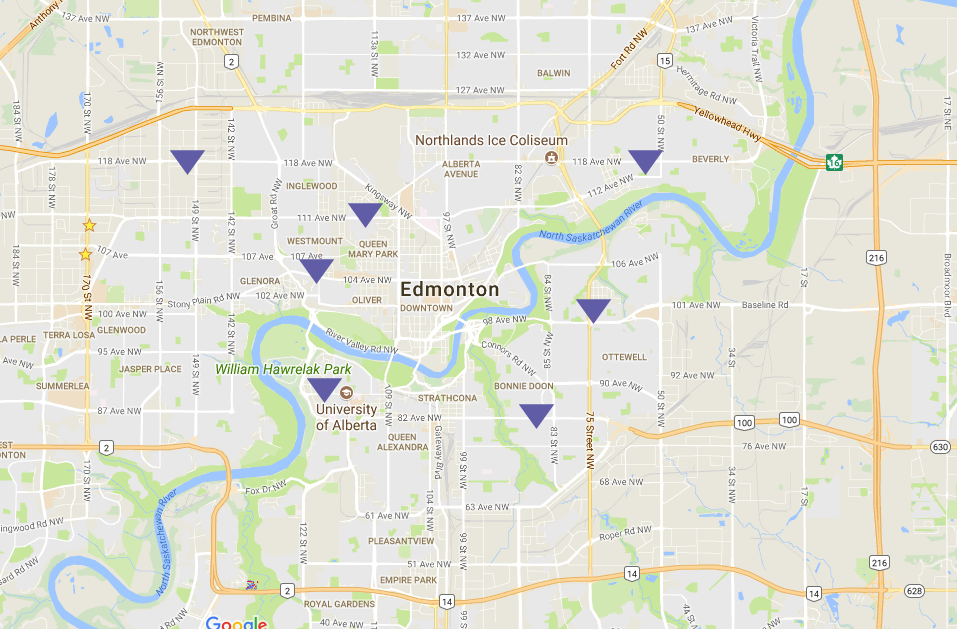 Anthony
137 Ave NW
PEMBINA
137 Ave NW
137 Ave NW
NORTHWEST
EDMONTON
113a St NW
132 Ave NW
Fort Rd NW
Victoria Trail NW
2
15
BALWIN
127 Ave NW
Hermitage Rd NW
184 St NW
170 St NW
156 St NW
142 St NW
50 St NW
17 St NE
Yellowhead Hwy
Northlands Ice Coliseum
118 Ave NW
118 Ave NW
ALBERTA
AVENUE
118 Ave NW
BEVERLY
16
178 St NW
INGLEWOOD
Kingsway NW
82 St NW
112 Ave NW
149 St NW
142 St NW
Groat Rd NW
111 Ave NW
97 St NW
North Saskatchewan River
NW
WESTMOUNT
QUEEN
MARY PARK
184 St NW
107 Ave
107 Ave NW
107 Ave
106 Ave NW
216
170 St NW
156 St NW
GLENORA
104 Ave NW
Edmonton
84 St NW
17 St
Broadmoor Blvd
Stony Plain Rd NW
102 Ave NW
OLIVER
DOWNTOWN
101 Ave NW
Baseline Rd
100 Ave NW
98 Ave NW
GLENWOOD
142 St NW
TERRA LOSA
LA PERLE
River Valley Rd NW
Connors Rd NW
85 St NW
95 Ave NW
149 St NW
OTTEWELL
34 St
Ave NW
JASPER PLACE
William Hawrelak Park
92 Ave NW
SUMMERLEA
BONNIE DOON
90 Ave NW
109 St NW
STRATHCONA
50 St NW
87 Ave NW
University
of Alberta
82 Ave NW
83 St NW
75 Street NW
100
100
2
QUEEN
ALEXANDRA
Gateway Blvd
76 Ave NW
630
ONTON
170 St NW
99 St NW
34 St NW
17 St
68 Ave NW
Fox Dr NW
104 St NW
63 Ave NW
61 Ave NW
North Saskatchewan River
122 St NW
Roper Rd NW
PLEASANTVIEW
99 St NW
51 Ave NW
216
EMPIRE PARK
14
2
14
14
628
ROYAL GARDENS
4A St NW
40 Ave NW
Google